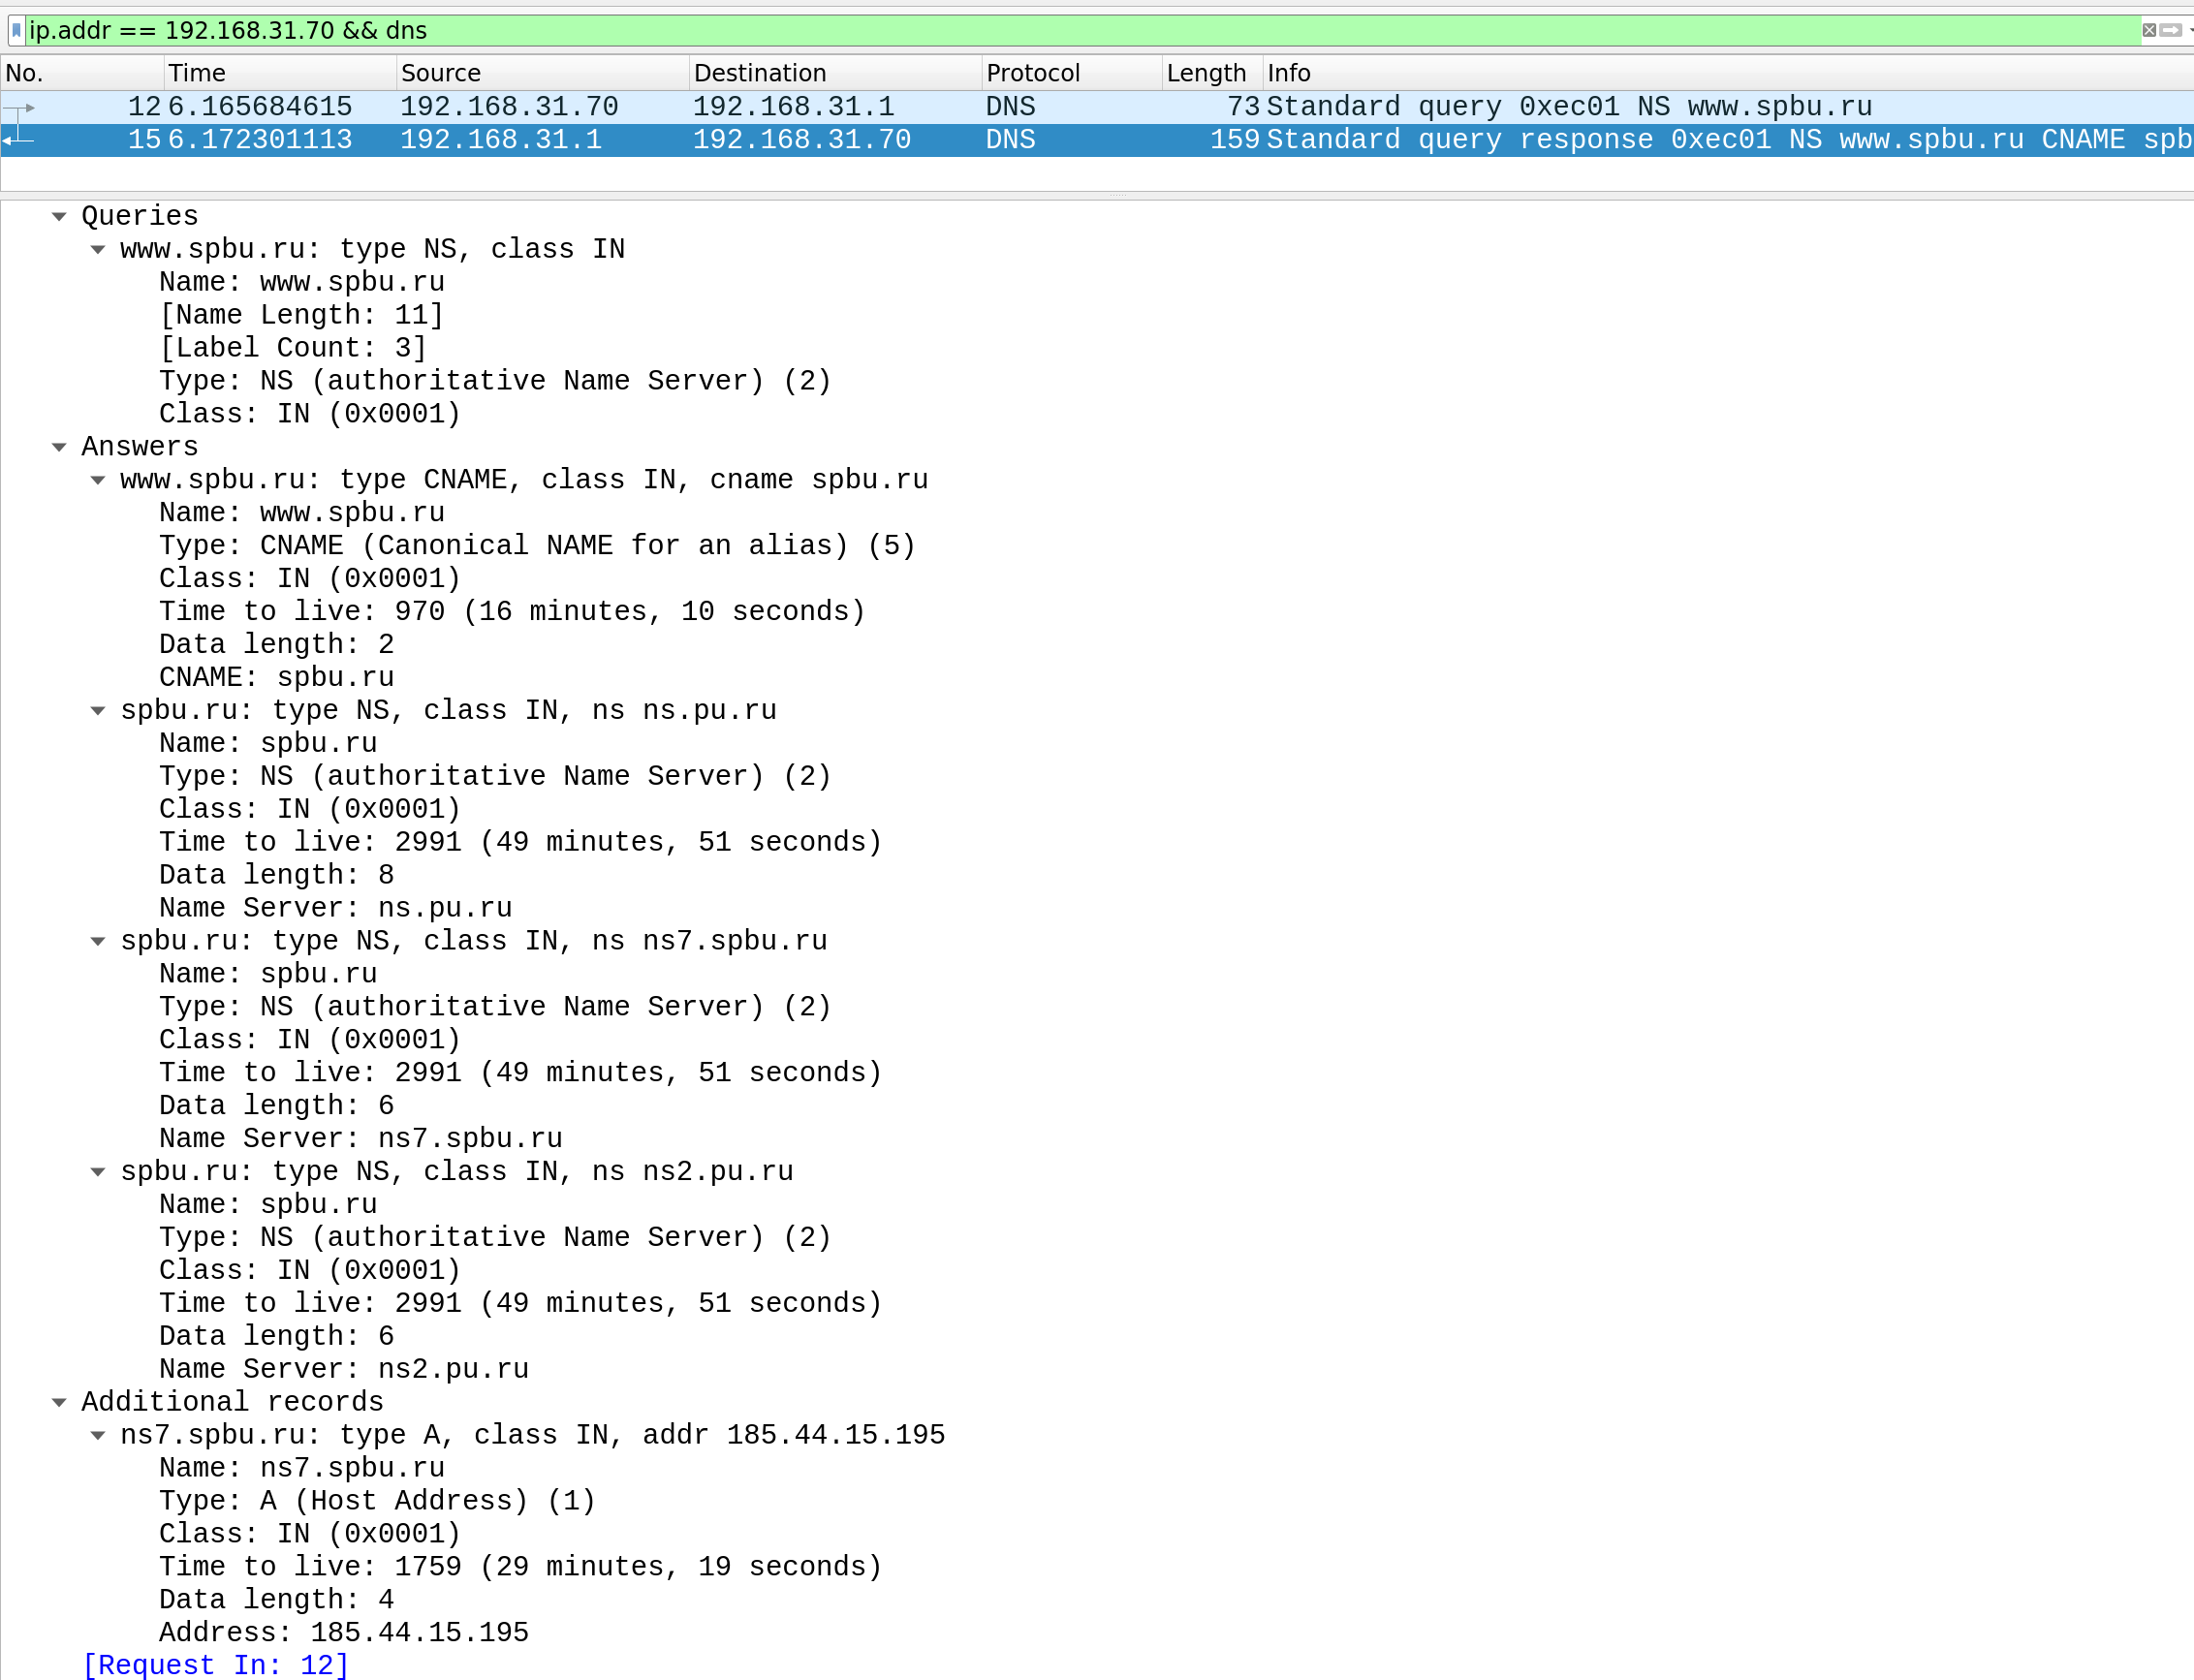 ip.addr == 192.168.31.70 && dns
No. Time Source Destination Protocol Length Info
12 6.165684615 192.168.31.70 192.168.31.1 DNS 73 Standard query 0xec01 NS www.spbu.ru
15 6.172301113 192.168.31.1 192.168.31.70 DNS 159 Standard query response 0xec01 NS www.spbu.ru CNAME spb
Queries
www.spbu.ru: type NS, class IN
Name: www.spbu.ru
[Name Length: 11]
[Label Count: 3]
Type: NS (authoritative Name Server) (2)
Class: IN (0x0001)
Answers
www.spbu.ru: type CNAME, class IN, cname spbu.ru
Name: www.spbu.ru
Type: CNAME (Canonical NAME for an alias) (5)
Class: IN (0x0001)
Time to live: 970 (16 minutes, 10 seconds)
Data length: 2
CNAME: spbu.ru
spbu.ru: type NS, class IN, ns ns.pu.ru
Name: spbu.ru
Type: NS (authoritative Name Server) (2)
Class: IN (0x0001)
Time to live: 2991 (49 minutes, 51 seconds)
Data length: 8
Name Server: ns.pu.ru
spbu.ru: type NS, class IN, ns ns7.spbu.ru
Name: spbu.ru
Type: NS (authoritative Name Server) (2)
Class: IN (0x0001)
Time to live: 2991 (49 minutes, 51 seconds)
Data length: 6
Name Server: ns7.spbu.ru
spbu.ru: type NS, class IN, ns ns2.pu.ru
Name: spbu.ru
Type: NS (authoritative Name Server) (2)
Class: IN (0x0001)
Time to live: 2991 (49 minutes, 51 seconds)
Data length: 6
Name Server: ns2.pu.ru
Additional records
ns7.spbu.ru: type A, class IN, addr 185.44.15.195
Name: ns7.spbu.ru
Type: A (Host Address) (1)
Class: IN (0x0001)
Time to live: 1759 (29 minutes, 19 seconds)
Data length: 4
Address: 185.44.15.195
[Request In: 12]